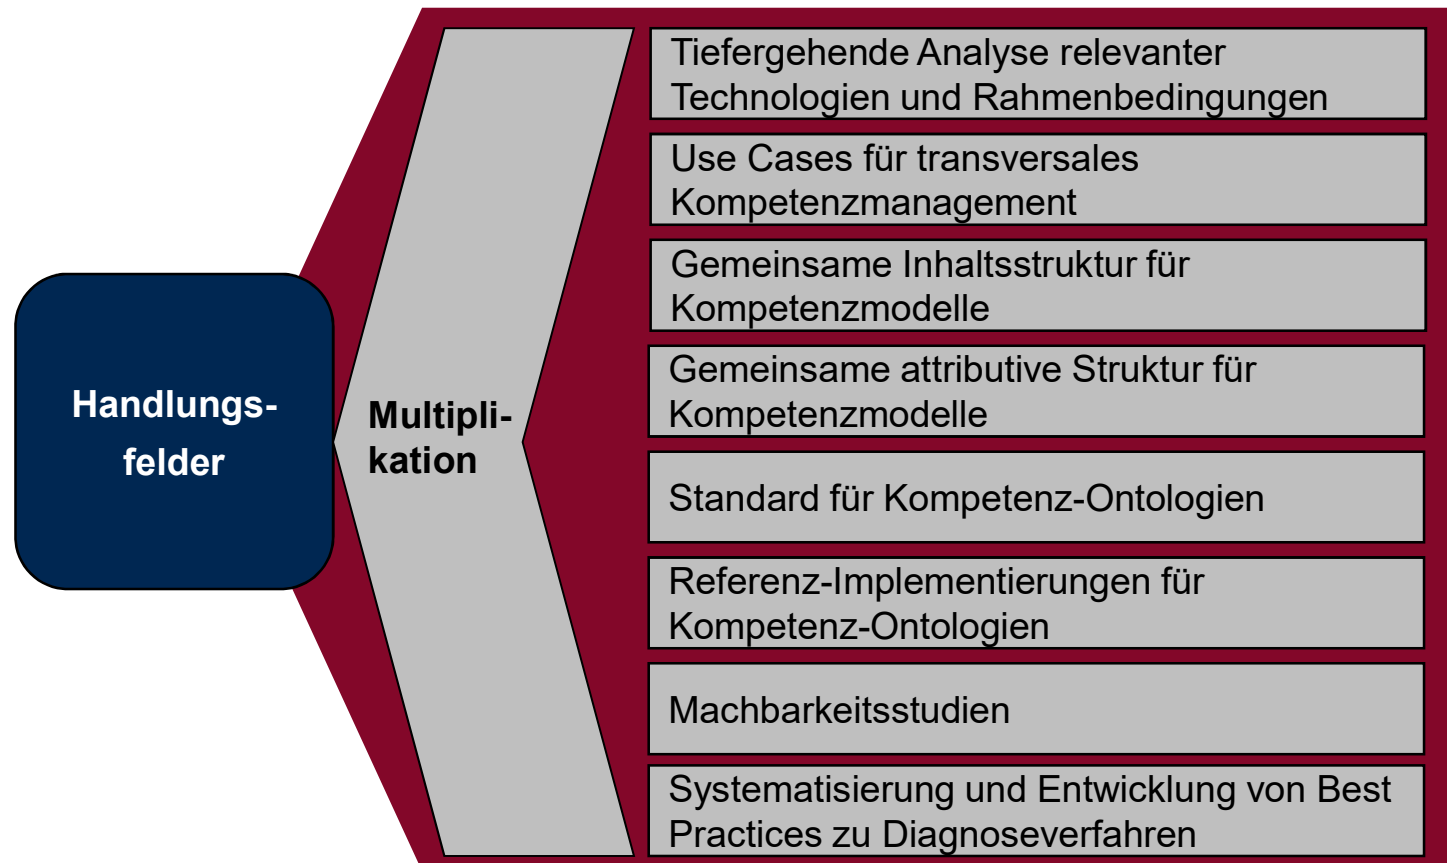 Handlungs-
felder
Multipli-
kation
Tiefergehende Analyse relevanter
Technologien und Rahmenbedingungen
Use Cases für transversales
Kompetenzmanagement
Gemeinsame Inhaltsstruktur für
Kompetenzmodelle
Gemeinsame attributive Struktur für
Kompetenzmodelle
Standard für Kompetenz-Ontologien
Referenz-Implementierungen für
Kompetenz-Ontologien
Machbarkeitsstudien
Systematisierung und Entwicklung von Best
Practices zu Diagnoseverfahren